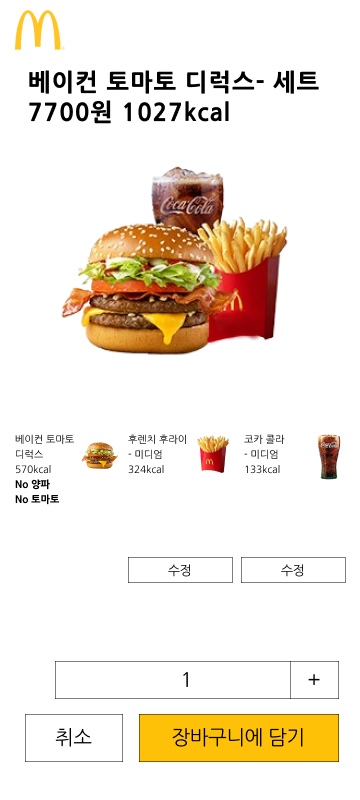 베이컨 토마토 디럭스- 세트
7700원 1027kcal
Coca-Cola
베이컨 토마토
디럭스
570kcal
No 양파
No 토마토
후렌치 후라이
- 미디엄
324kcal
코카 콜라
- 미디엄
133kcal
수정
수정
1
+
취소
장바구니에 담기